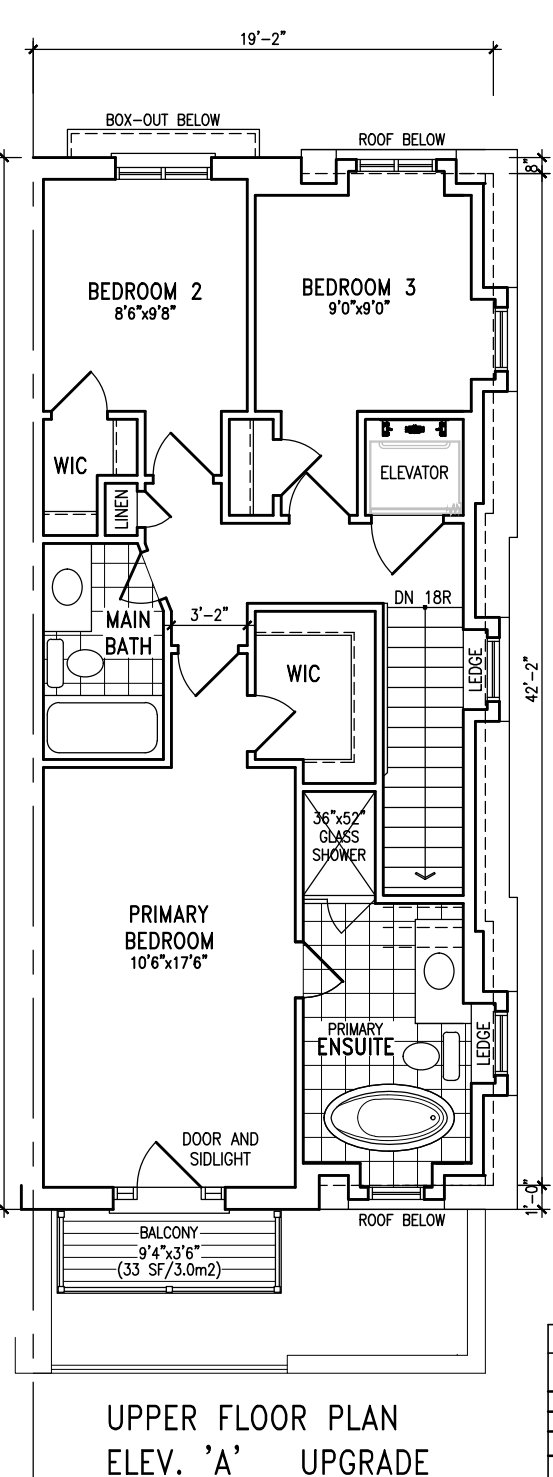 19'-2"
BOX-OUT BELOW
ROOF BELOW
8"
BEDROOM 2
8'6"x9'8"
BEDROOM 3
9'0"x9'0"
WIC
ELEVATOR
LINEN
DN 18R
3'-2"
MAIN
BATH
WIC
LEDGE
42'-2"
36"x52"
GLASS
SHOWER
PRIMARY
BEDROOM
10'6"x17'6"
PRIMARY
ENSUITE
LEDGE
DOOR AND
SIDLIGHT
1'-0"
ROOF BELOW
BALCONY
9'4"x3'6"
(33 SF/3.0m2)
UPPER FLOOR PLAN
ELEV. 'A' UPGRADE